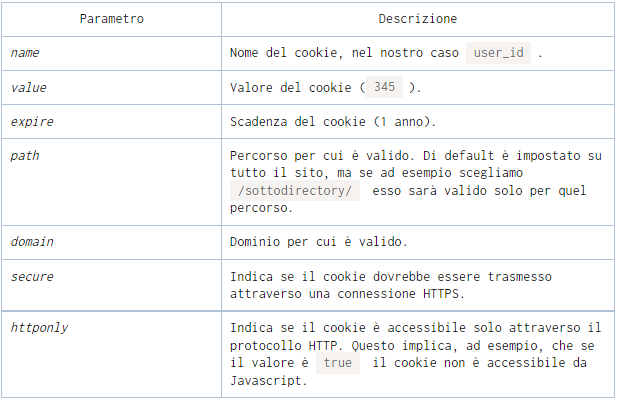 Parametro Descrizione
name Nome del cookie, nel nostro caso user_id .
value Valore del cookie ( 345 ).
expire Scadenza del cookie (1 anno).
path Percorso per cui è valido. Di default è impostato su
tutto il sito, ma se ad esempio scegliamo
/sottodirectory/ esso sarà valido solo per quel
percorso.
domain Dominio per cui è valido.
secure Indica se il cookie dovrebbe essere trasmesso
attraverso una connessione HTTPS.
httponly Indica se il cookie è accessibile solo attraverso il
protocollo HTTP. Questo implica, ad esempio, che se
il valore è true il cookie non è accessibile da
Javascript.